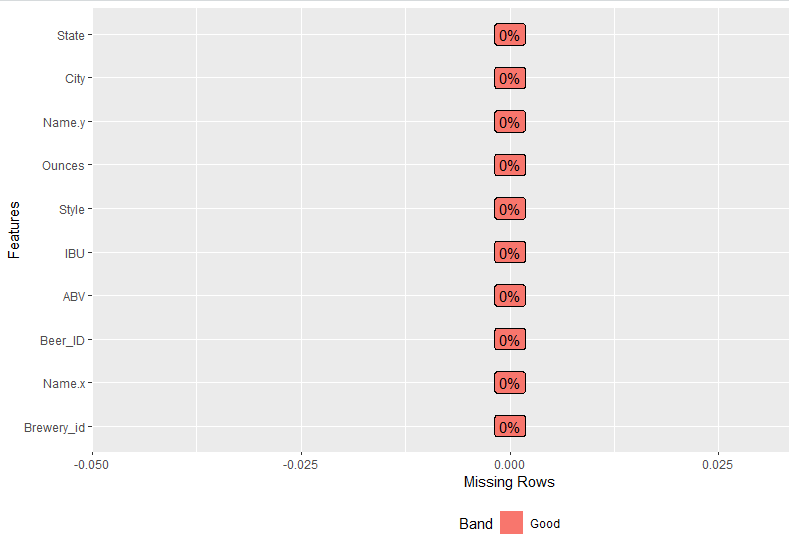 State 0%
City 0%
Name.y 0%
Ounces 0%
Style 0%
IBU 0%
ABV 0%
Beer_ID 0%
Name.x 0%
Brewery_id 0%
Features
-0.050 -0.025 0.000 0.025
Missing Rows
Band Good